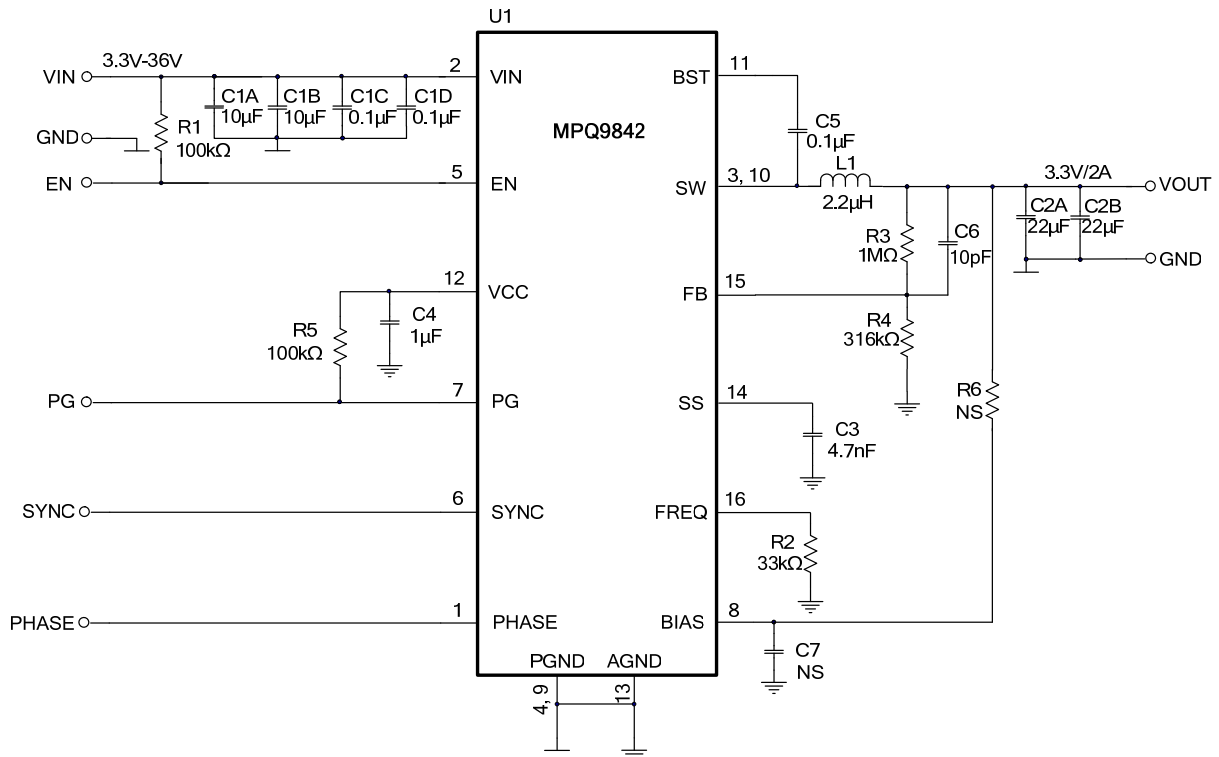 U1
MPQ9842
VIN
3.3V-36V
2
VIN
C1A
10µF
C1B
10µF
C1C
0.1µF
C1D
0.1µF
GND
R1
100kΩ
EN
5
EN
12
VCC
C4
1µF
R5
100kΩ
PG
7
PG
SYNC
6
SYNC
PHASE
1
PHASE
PGND
AGND
4, 9
13
BST
11
C5
0.1µF
SW
3, 10
L1
2.2µH
3.3V/2A
VOUT
R3
1MΩ
C6
10pF
C2A
22µF
C2B
22µF
GND
FB
15
R4
316kΩ
SS
14
C3
4.7nF
R6
NS
FREQ
16
R2
33kΩ
BIAS
8
C7
NS